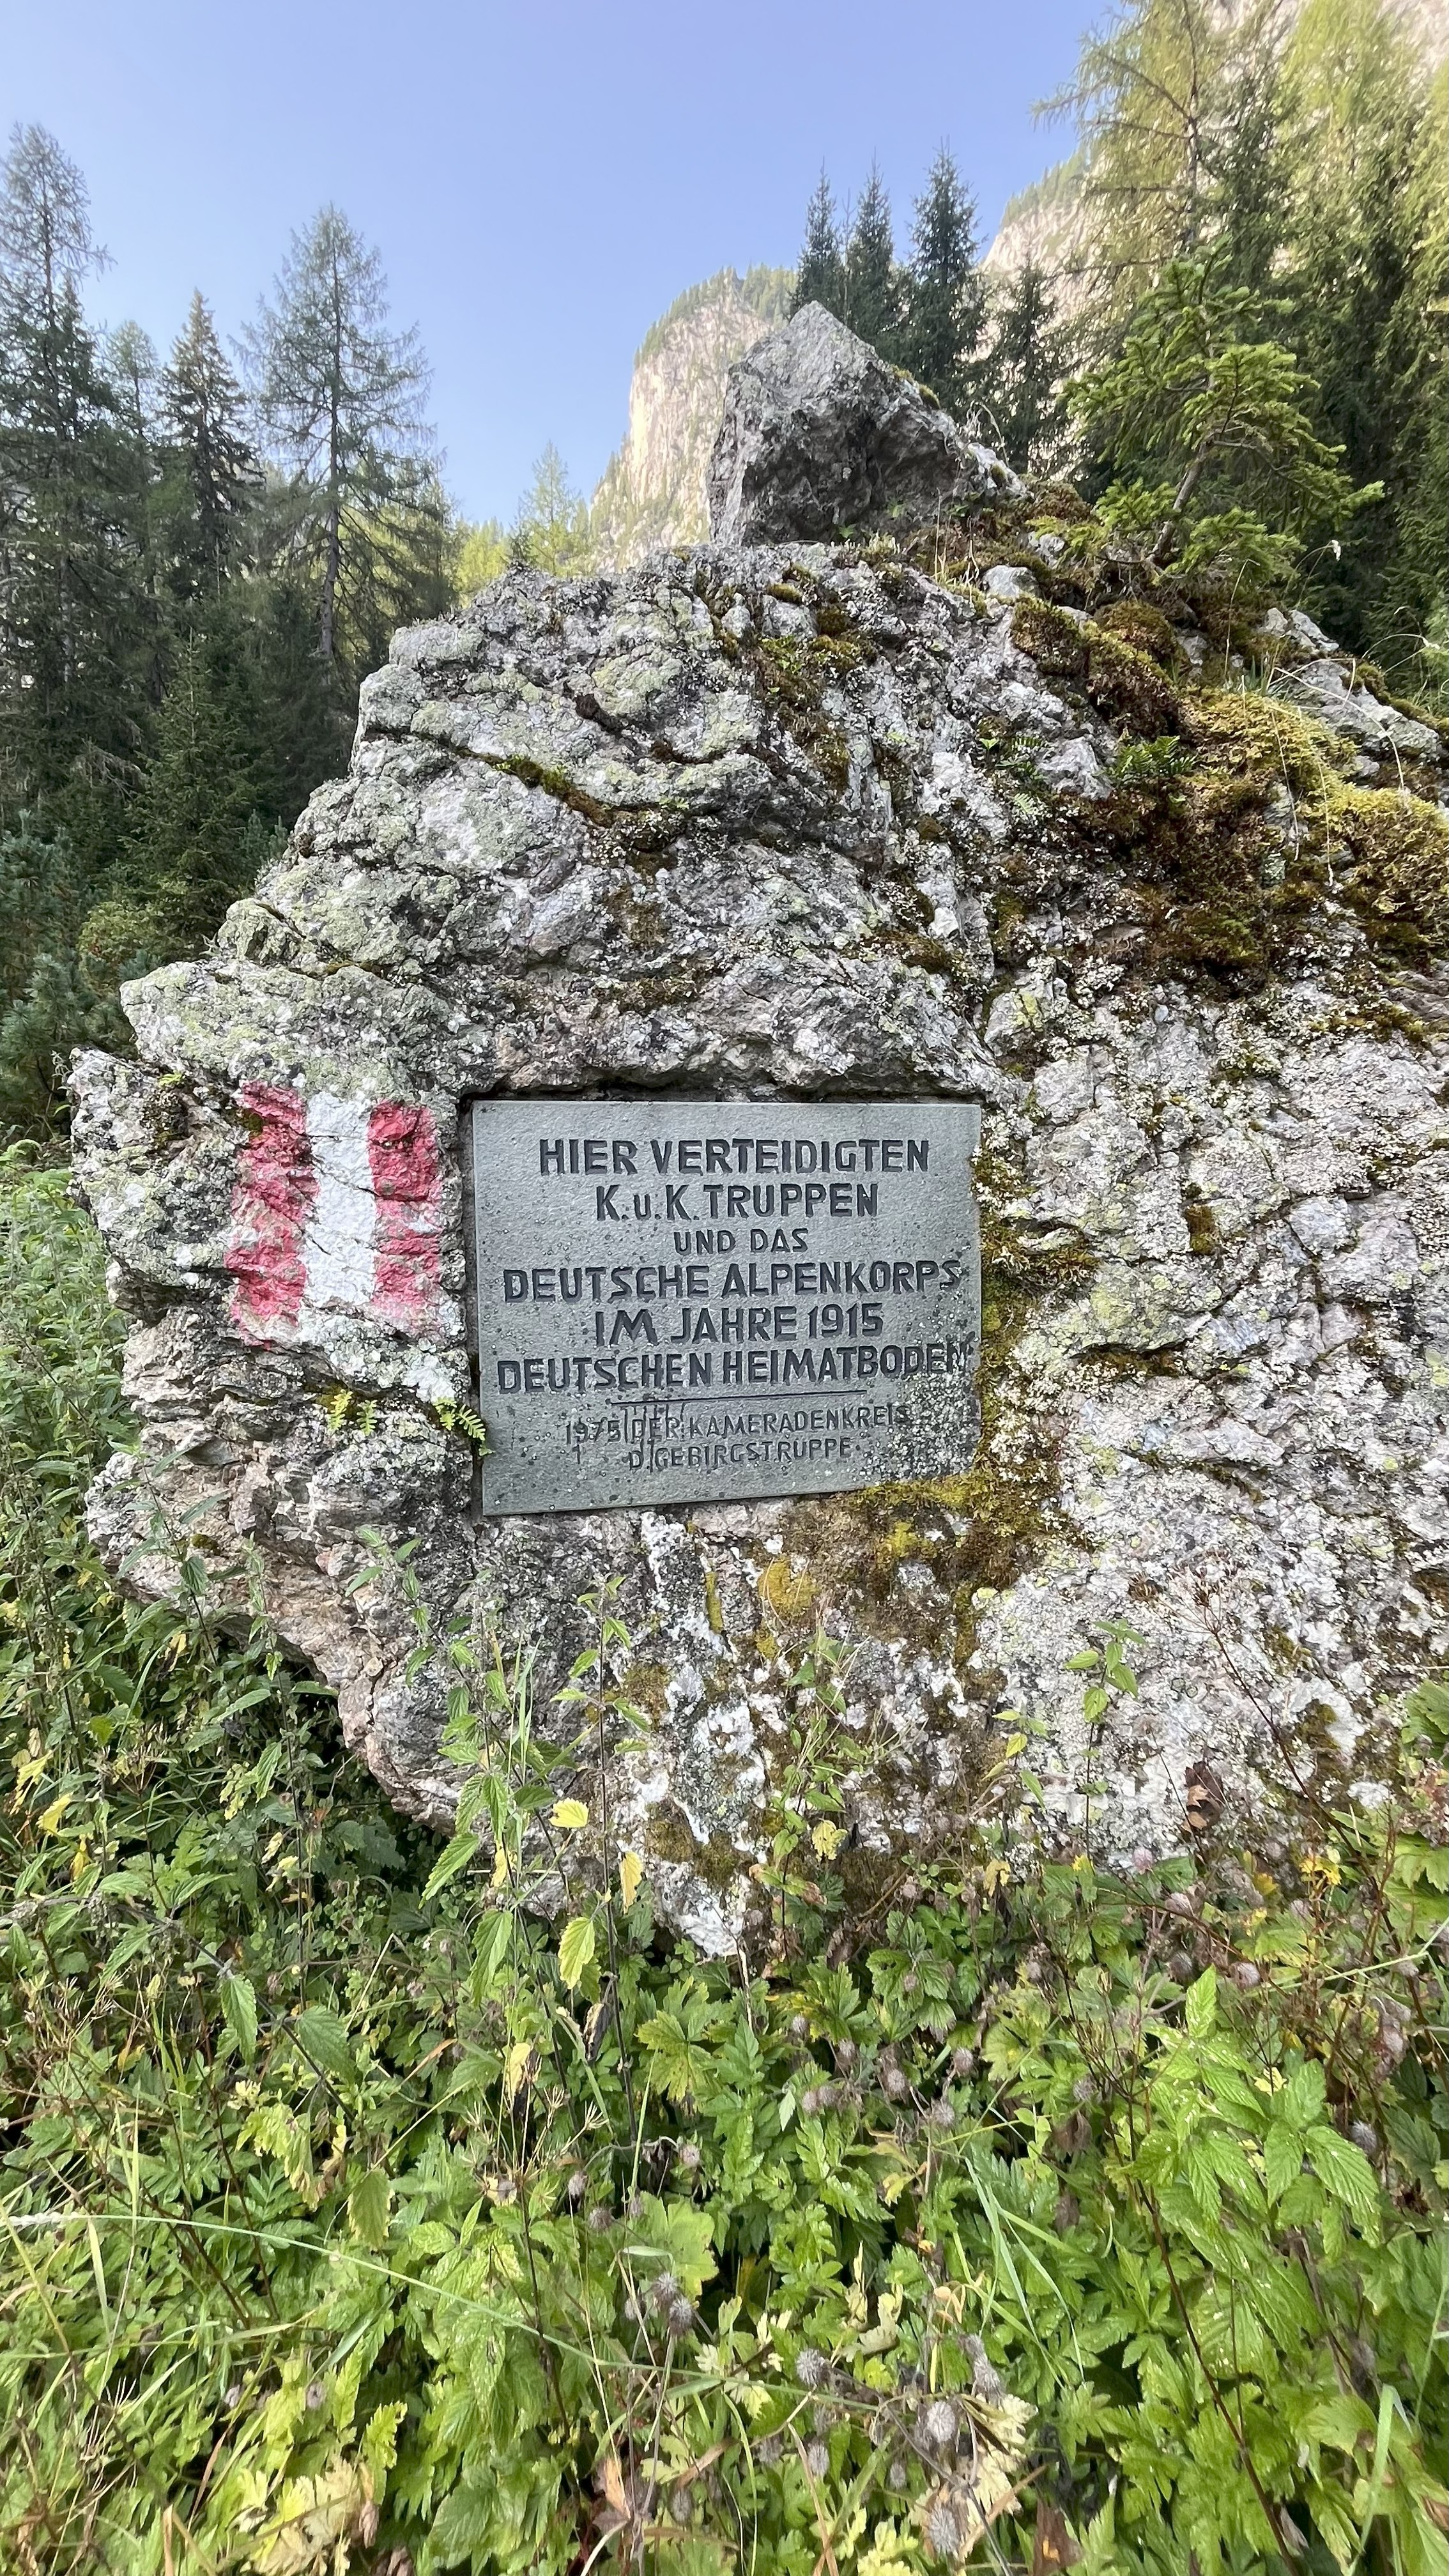 HIER VERTEIDIGTEN
K.u.K. TRUPPEN
UND DAS
DEUTSCHE ALPENKORPS
IM JAHRE 1915
DEUTSCHEN HEIMATBODEN
1975 DER KAMERADENKREIS
D. GEBIRGSTRUPPE